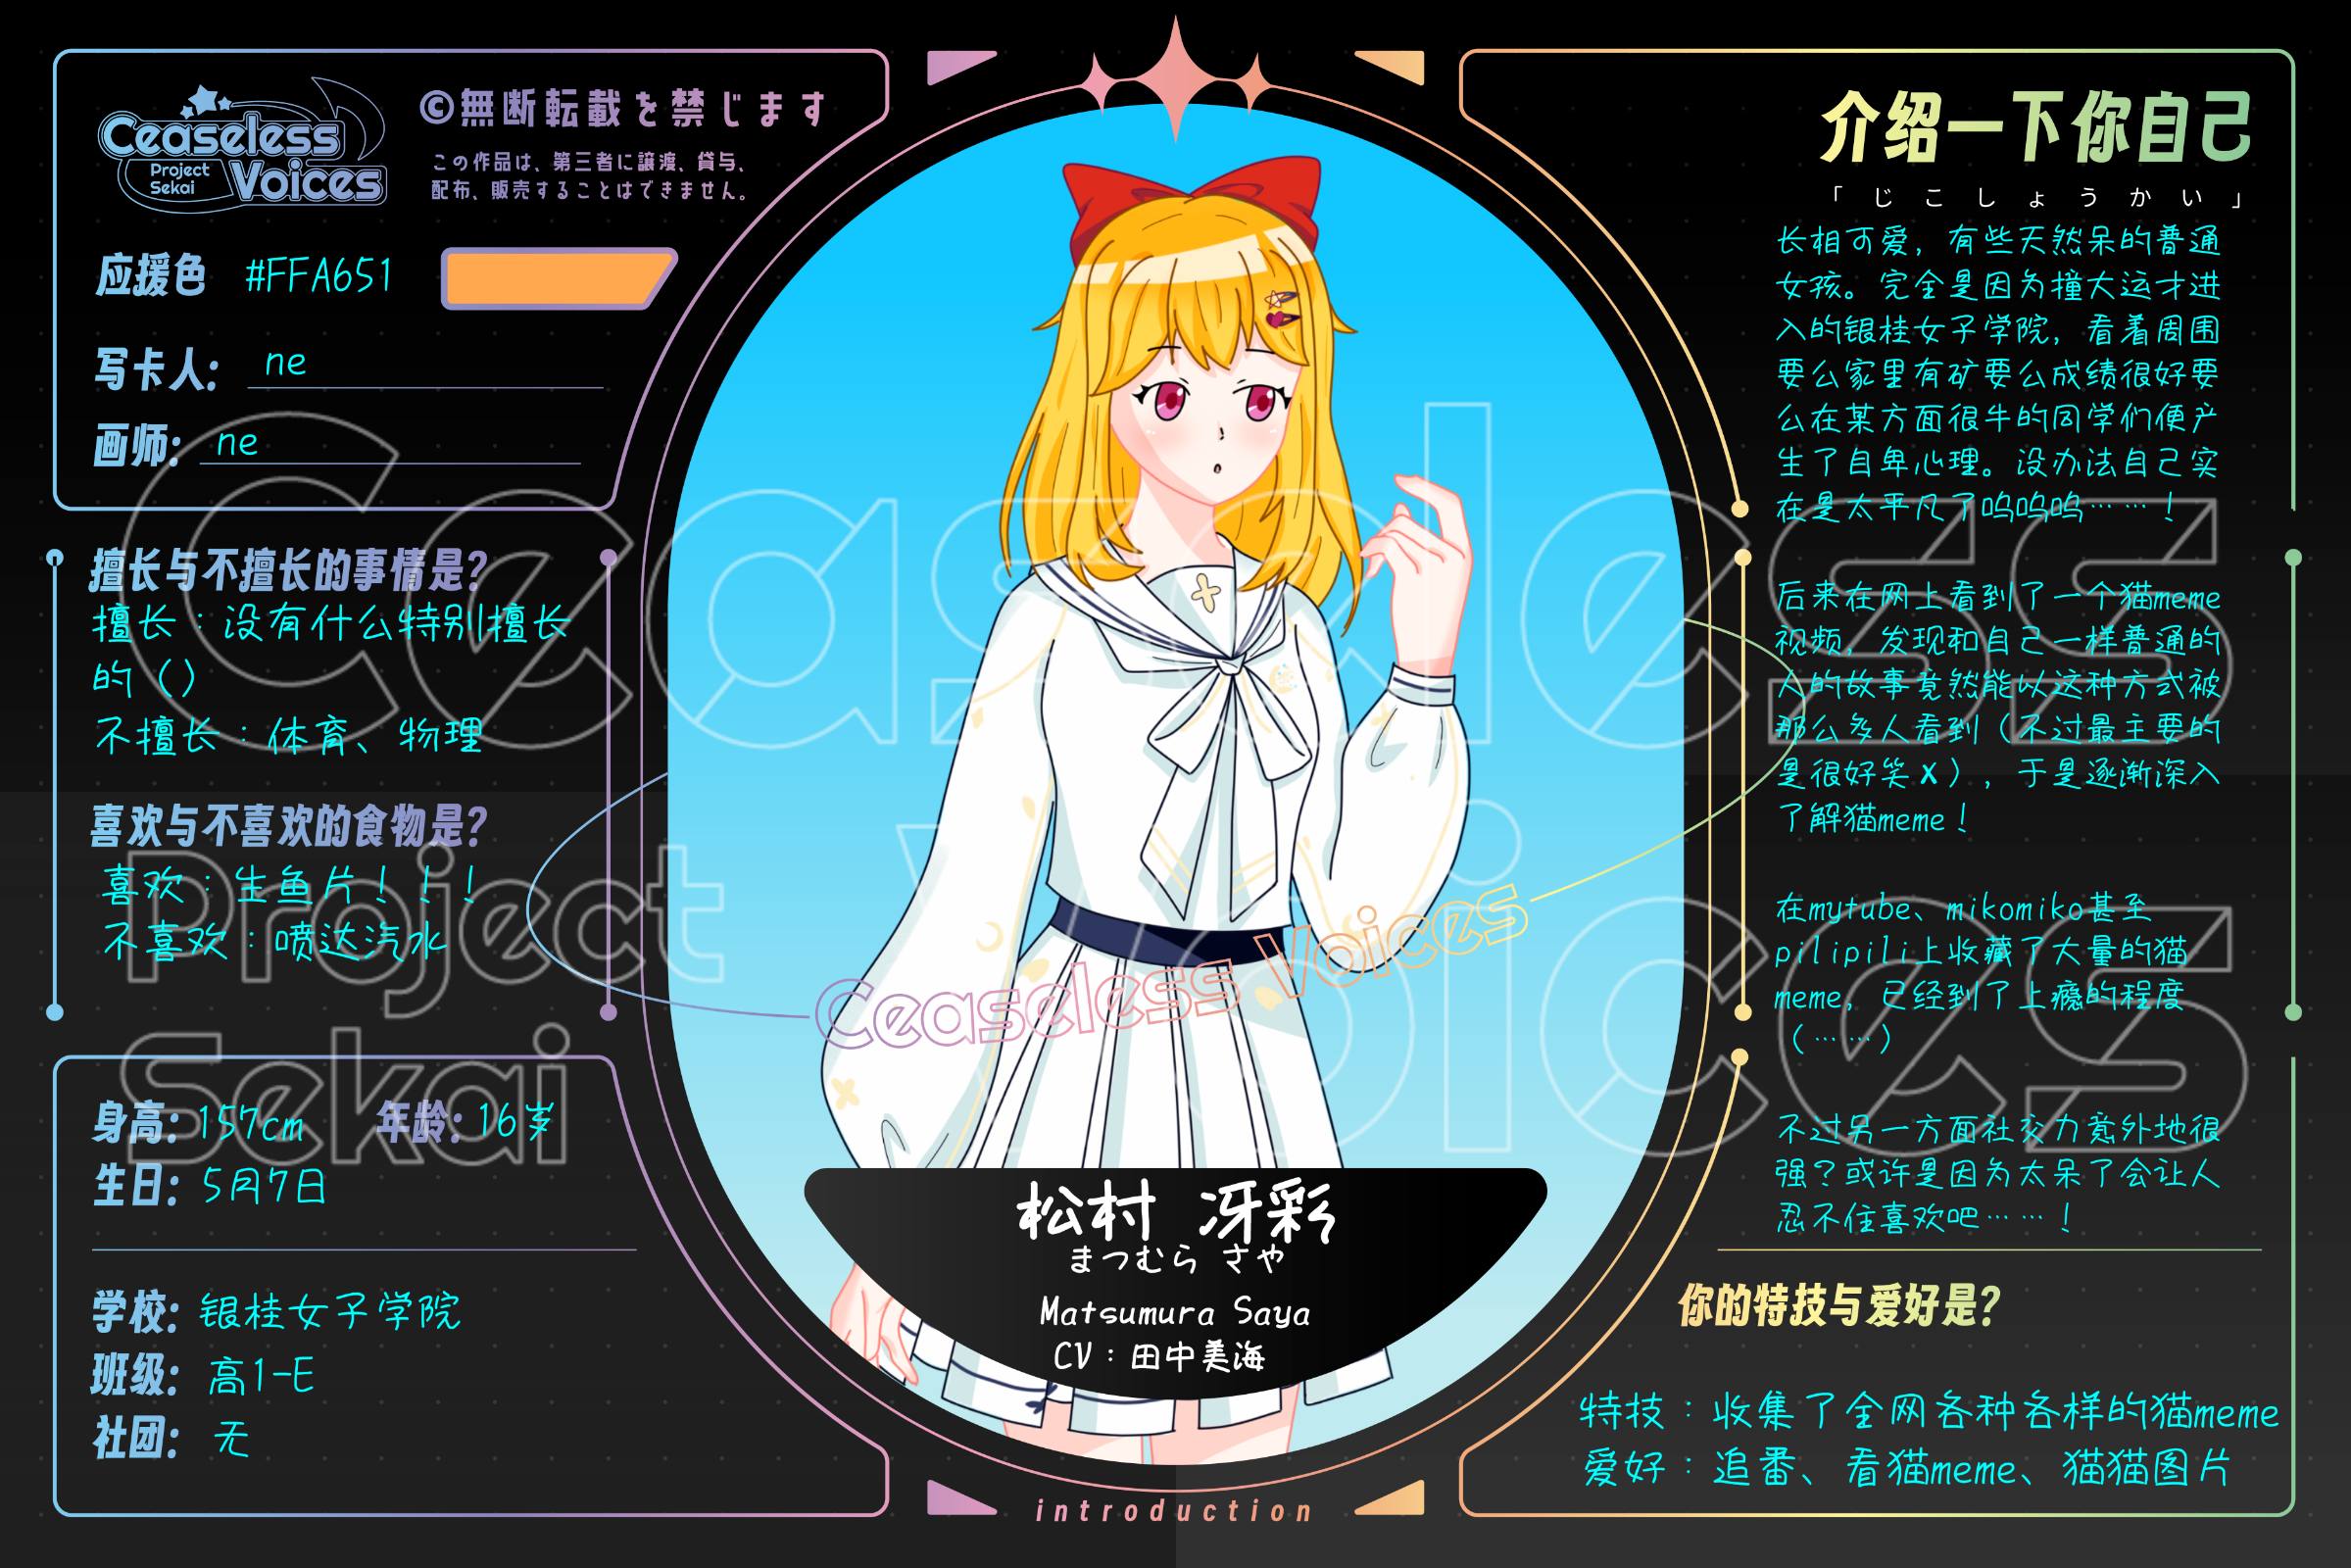 Ceaseless
Project
Sekai
Voices
©無断転載を禁じます
この作品は、第三者に譲渡、貸与、
配布、販売することはできません。
应援色 #FFA651
写卡人: ne
画师: ne
擅长与不擅长的事情是?
擅长：没有什么特别擅长
的（）
不擅长：体育、物理
喜欢与不喜欢的食物是?
喜欢：生鱼片！！！
不喜欢：喷达汽水
身高: 157cm 年龄: 16岁
生日: 5月7日
学校: 银桂女子学院
班级: 高1-E
社团: 无
Ceaseless
Project
Voices
Sekai
Ceaseless Voices
松村 冴彩
まつむら さや
Matsumura Saya
CV：田中美海
introduction
介绍一下你自己
「じこしょうかい」
长相可爱，有些天然呆的普通
女孩。完全是因为撞大运才进
入的银桂女子学院，看着周围
要么家里有矿要么成绩很好要
么在某方面很牛的同学们便产
生了自卑心理。没办法自己实
在是太平凡了呜呜呜……！
后来在网上看到了一个猫meme
视频，发现和自己一样普通的
人的故事竟然能以这种方式被
那么多人看到（不过最主要的
是很好笑x），于是逐渐深入
了解猫meme！
在mytube、mikomiko甚至
pilipili上收藏了大量的猫
meme，已经到了上瘾的程度
（……）
不过另一方面社交力意外地很
强？或许是因为太呆了会让人
忍不住喜欢吧……！
你的特技与爱好是?
特技：收集了全网各种各样的猫meme
爱好：追番、看猫meme、猫猫图片